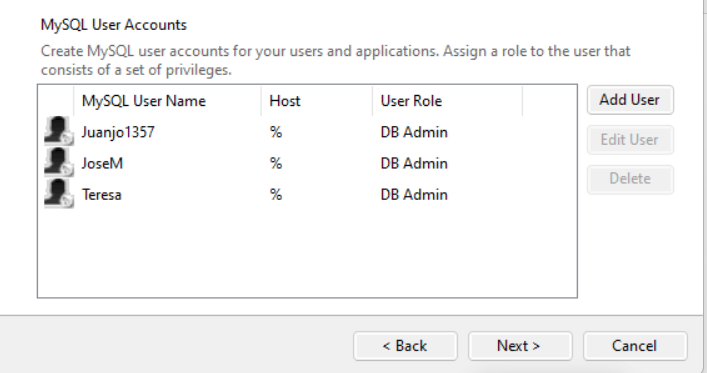 MySQL User Accounts
Create MySQL user accounts for your users and applications. Assign a role to the user that
consists of a set of privileges.
MySQL User Name Host User Role
Juanjo1357 % DB Admin
JoseM % DB Admin
Teresa % DB Admin
Add User
Edit User
Delete
< Back Next > Cancel